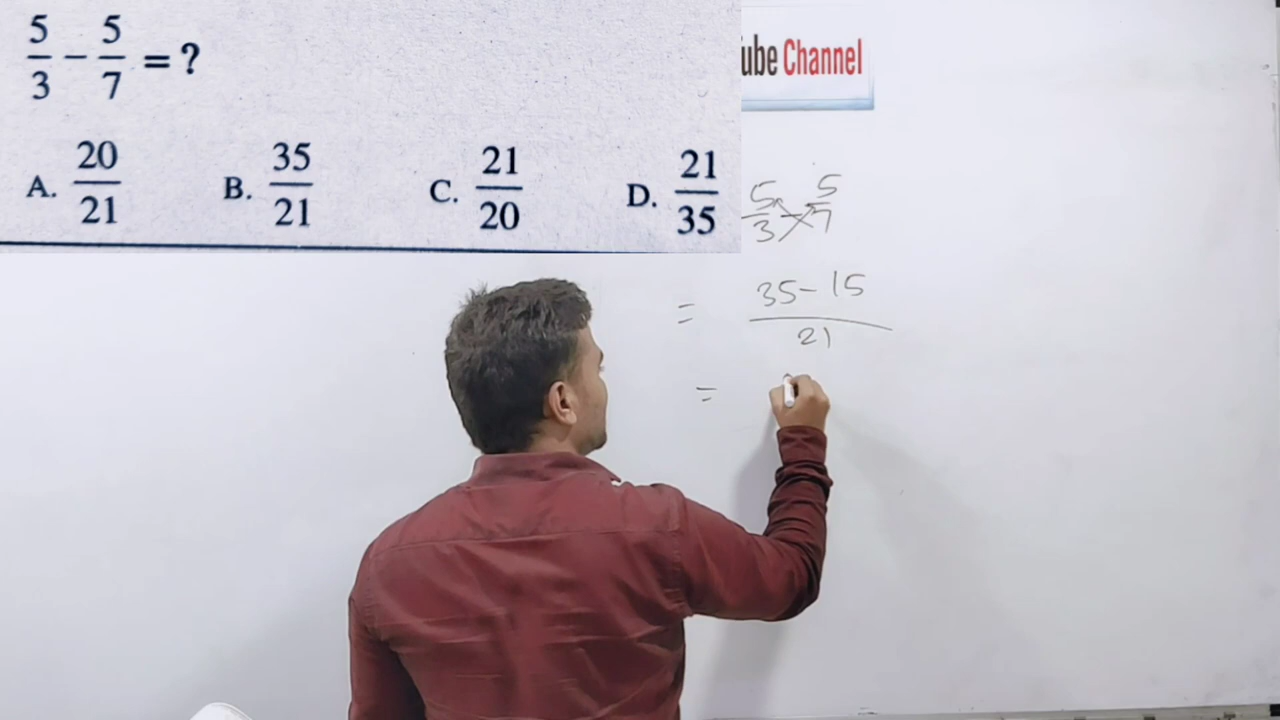 5/3 − 5/7 = ?
A. 20/21 B. 35/21 C. 21/20 D. 21/35
ube Channel
5/3 − 5/7
= 35 − 15 / 21
=